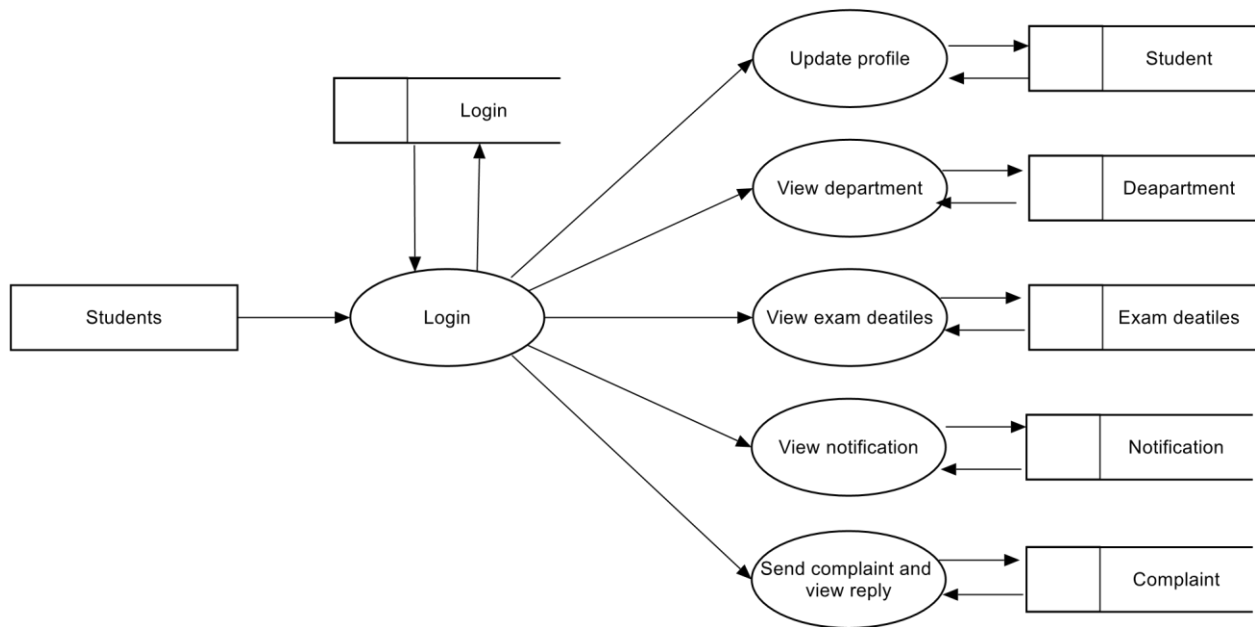 Update profile
Student
Login
View department
Deapartment
Students
Login
View exam deatiles
Exam deatiles
View notification
Notification
Send complaint and
view reply
Complaint